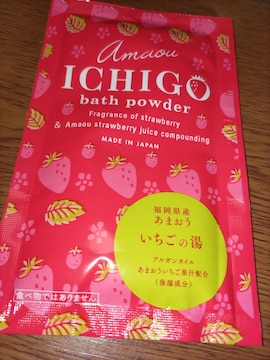 amaou
ICHIGO
bath powder
Fragrance of strawberry
& Amaou strawberry juice compounding
MADE IN JAPAN
福岡県産
あまおう
いちごの湯
アルガンオイル
あまおういちご果汁配合
(保湿成分)
食べ物ではありません